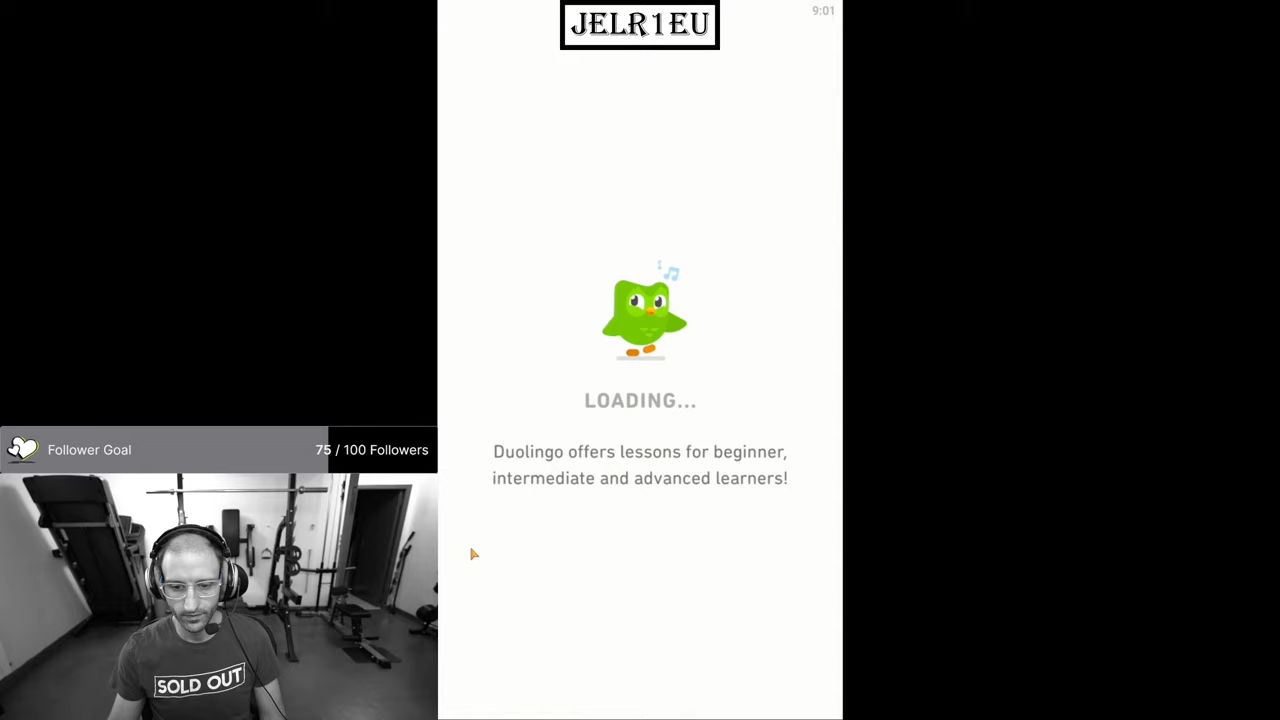 JELR1EU
9:01
LOADING...
Duolingo offers lessons for beginner,
intermediate and advanced learners!
Follower Goal
75 / 100 Followers
SOLD OUT